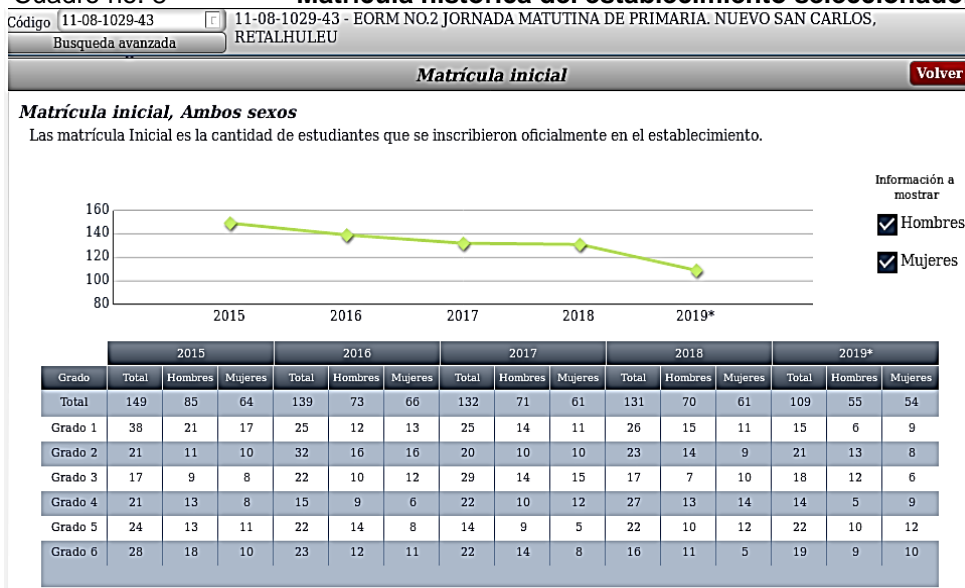 Cuadro no. 8 Matrícula histórica del establecimiento seleccionado.
Código 11-08-1029-43 11-08-1029-43 - EORM NO.2 JORNADA MATUTINA DE PRIMARIA. NUEVO SAN CARLOS,
Busqueda avanzada RETALHULEU
Matrícula inicial Volver
Matrícula inicial, Ambos sexos
Las matrícula Inicial es la cantidad de estudiantes que se inscribieron oficialmente en el establecimiento.
Información a
mostrar
Hombres
Mujeres
160
140
120
100
80
2015 2016 2017 2018 2019*
2015 2016 2017 2018 2019*
Grado Total Hombres Mujeres Total Hombres Mujeres Total Hombres Mujeres Total Hombres Mujeres Total Hombres Mujeres
Total 149 85 64 139 73 66 132 71 61 131 70 61 109 55 54
Grado 1 38 21 17 25 12 13 25 14 11 26 15 11 15 6 9
Grado 2 21 11 10 32 16 16 20 10 10 23 14 9 21 13 8
Grado 3 17 9 8 22 10 12 29 14 15 17 7 10 18 12 6
Grado 4 21 13 8 15 9 6 22 10 12 27 13 14 14 5 9
Grado 5 24 13 11 22 14 8 14 9 5 22 10 12 22 10 12
Grado 6 28 18 10 23 12 11 22 14 8 16 11 5 19 9 10